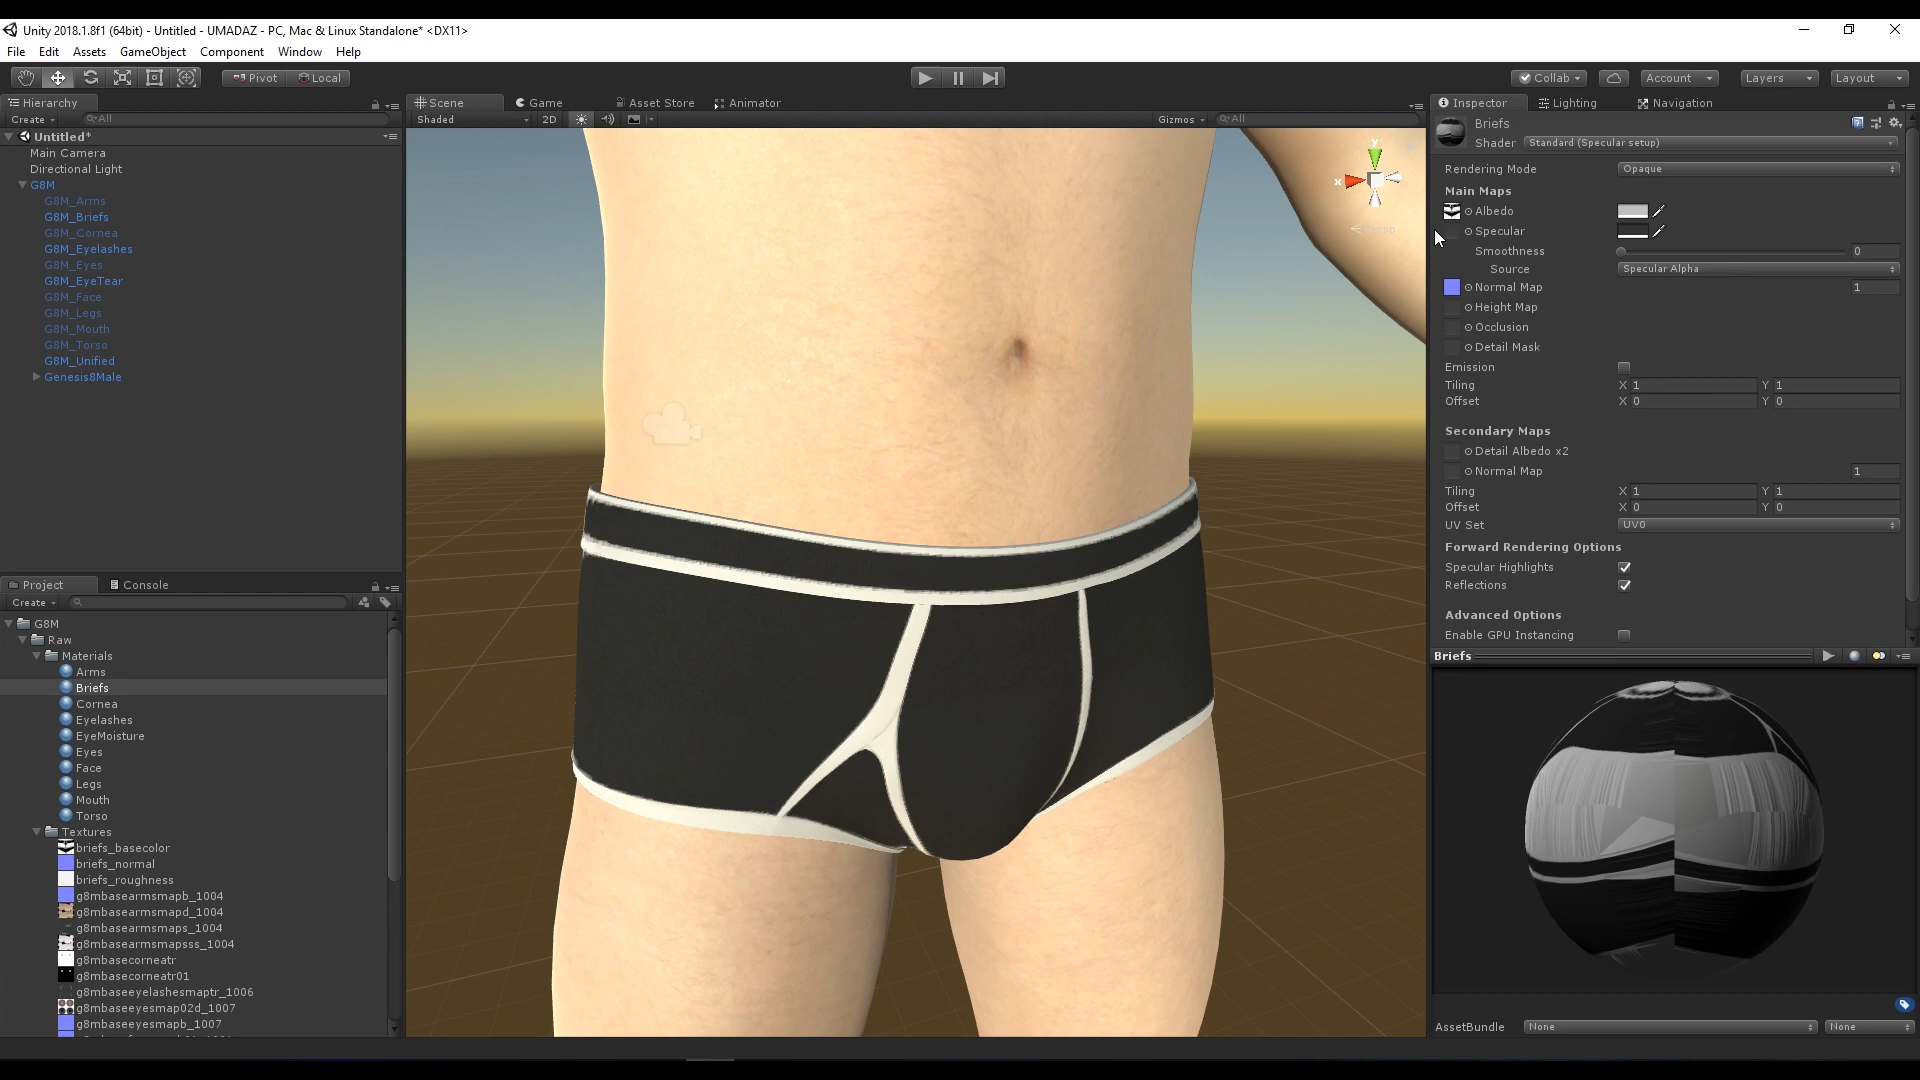 Unity 2018.1.8f1 (64bit) - Untitled - UMADAZ - PC, Mac & Linux Standalone* <DX11>
File Edit Assets GameObject Component Window Help
Pivot Local Collab Account Layers Layout
Hierarchy
Create All
Untitled*
Main Camera
Directional Light
G8M
G8M_Arms
G8M_Briefs
G8M_Cornea
G8M_Eyelashes
G8M_Eyes
G8M_EyeTear
G8M_Face
G8M_Legs
G8M_Mouth
G8M_Torso
G8M_Unified
Genesis8Male
Project Console
Create
G8M
Raw
Materials
Arms
Briefs
Cornea
Eyelashes
EyeMoisture
Eyes
Face
Legs
Mouth
Torso
Textures
briefs_basecolor
briefs_normal
briefs_roughness
g8mbasearmsmapb_1004
g8mbasearmsmapd_1004
g8mbasearmsmaps_1004
g8mbasearmsmapsss_1004
g8mbasecorneatr
g8mbasecorneatr01
g8mbaseeyelashesmaptr_1006
g8mbaseeyesmap02d_1007
g8mbaseeyesmapb_1007
Scene Game Asset Store Animator
Shaded 2D Gizmos All
y
x
Persp
Inspector Lighting Navigation
Briefs
Shader Standard (Specular setup)
Rendering Mode Opaque
Main Maps
Albedo
Specular
Smoothness 0
Source Specular Alpha
Normal Map 1
Height Map
Occlusion
Detail Mask
Emission
Tiling X 1 Y 1
Offset X 0 Y 0
Secondary Maps
Detail Albedo x2
Normal Map 1
Tiling X 1 Y 1
Offset X 0 Y 0
UV Set UV0
Forward Rendering Options
Specular Highlights
Reflections
Advanced Options
Enable GPU Instancing
Briefs
AssetBundle None None